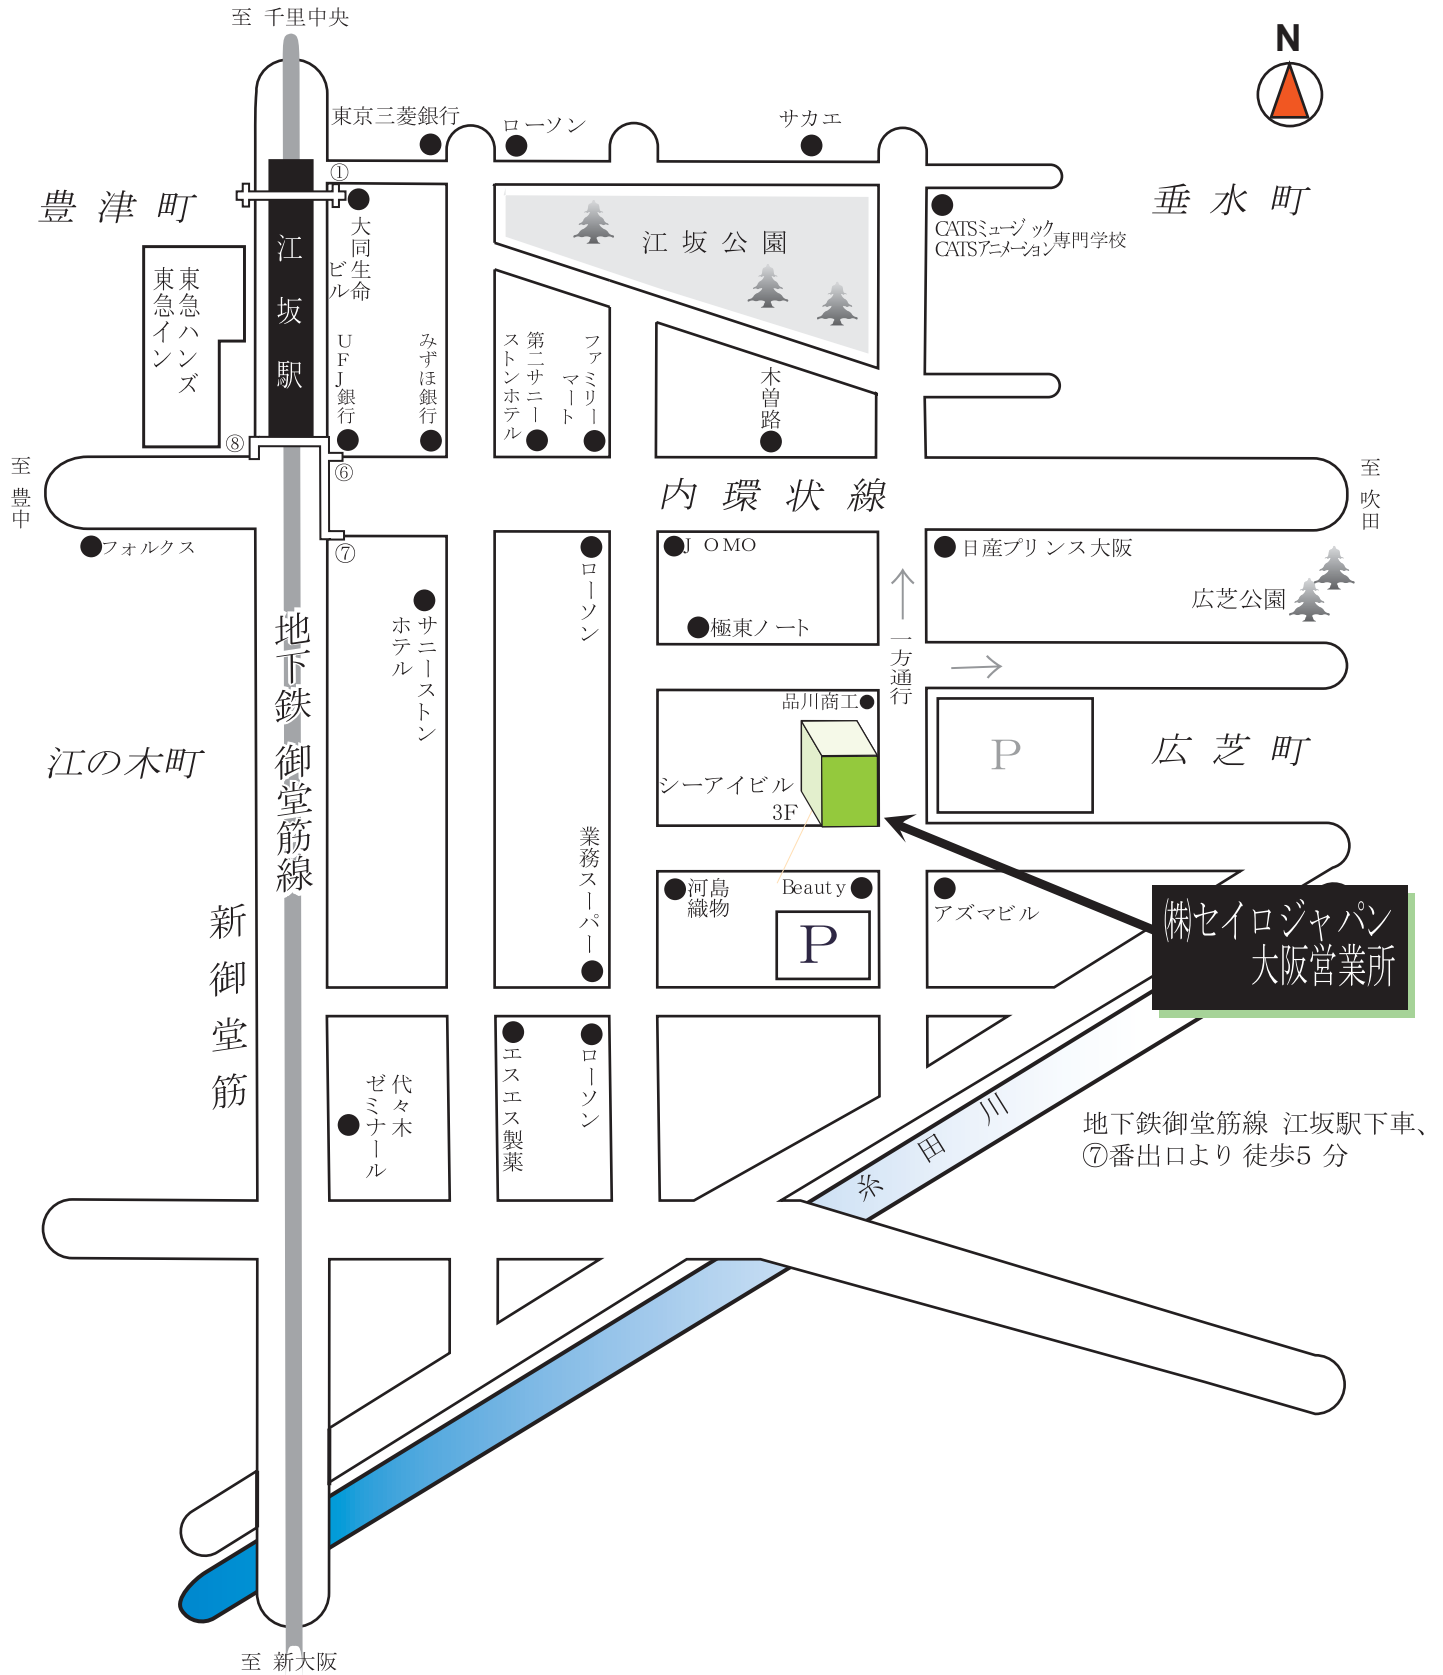 至 千里中央
N
東京三菱銀行
ローソン
サカエ
①
豊津町
垂水町
大同生命
ビル
江坂公園
CATSミュージック
CATSアニメーション
専門学校
江坂駅
東急ハンズ
東急イン
UFJ銀行
みずほ銀行
第二サニー
ストンホテル
ファミリー
マート
木曽路
⑧
⑥
至 豊中
内環状線
至 吹田
フォルクス
⑦
ローソン
J OMO
日産プリンス大阪
広芝公園
サニーストン
ホテル
極東ノート
一方通行
地下鉄 御堂筋線
品川商工
江の木町
P
広芝町
シーアイビル
3F
業務スーパー
河島
織物
Beauty
アズマビル
P
㈱セイロジャパン
大阪営業所
新御堂筋
代々木
ゼミナール
エスエス製薬
ローソン
糸田川
地下鉄御堂筋線 江坂駅下車、
⑦番出口より 徒歩5 分
至 新大阪